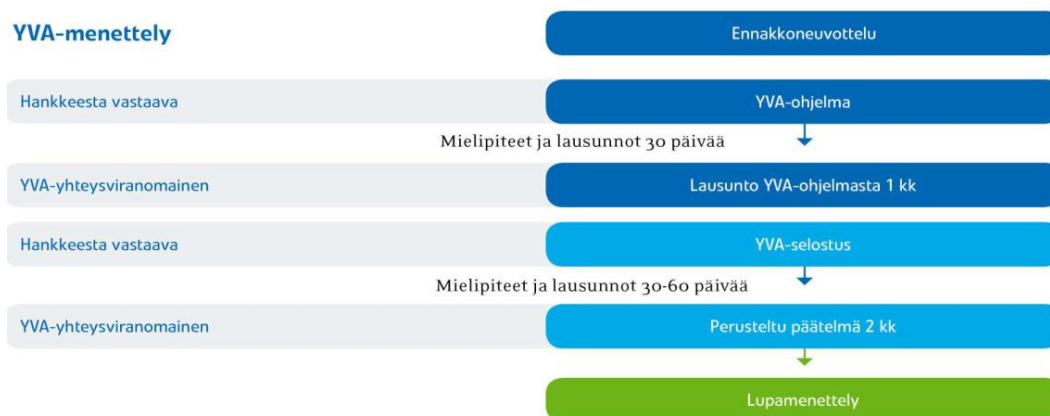 YVA-menettely
Ennakkoneuvottelu
Hankkeesta vastaava
YVA-ohjelma
Mielipiteet ja lausunnot 30 päivää
YVA-yhteysviranomainen
Lausunto YVA-ohjelmasta 1 kk
Hankkeesta vastaava
YVA-selostus
Mielipiteet ja lausunnot 30-60 päivää
YVA-yhteysviranomainen
Perusteltu päätelmä 2 kk
Lupamenettely